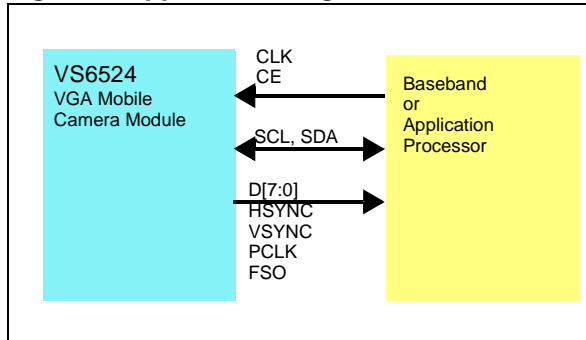 VS6524
VGA Mobile
Camera Module
CLK
CE
SCL, SDA
D[7:0]
HSYNC
VSYNC
PCLK
FSO
Baseband
or
Application
Processor